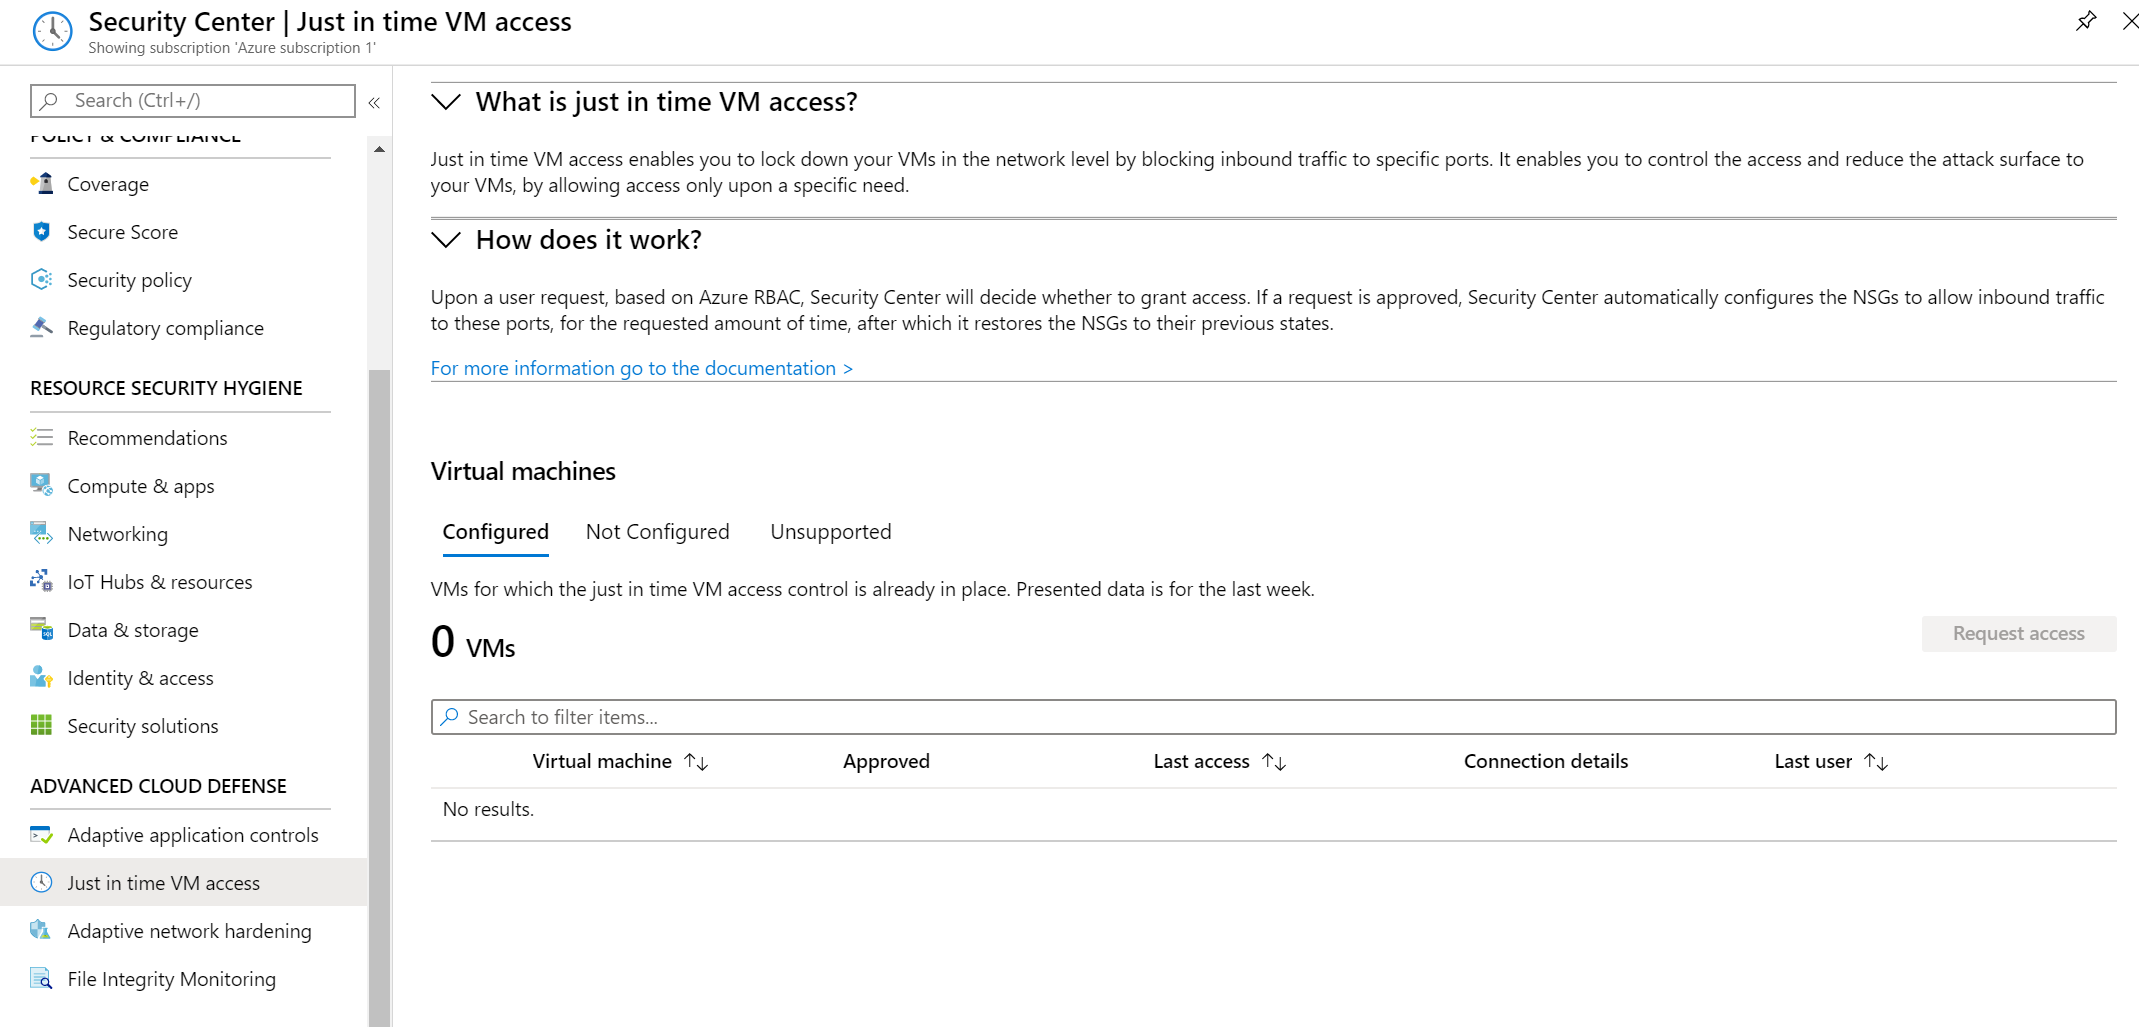 Security Center | Just in time VM access
Showing subscription 'Azure subscription 1'
Search (Ctrl+/)
«
POLICY & COMPLIANCE
Coverage
Secure Score
Security policy
Regulatory compliance
RESOURCE SECURITY HYGIENE
Recommendations
Compute & apps
Networking
IoT Hubs & resources
Data & storage
Identity & access
Security solutions
ADVANCED CLOUD DEFENSE
Adaptive application controls
Just in time VM access
Adaptive network hardening
File Integrity Monitoring
What is just in time VM access?
Just in time VM access enables you to lock down your VMs in the network level by blocking inbound traffic to specific ports. It enables you to control the access and reduce the attack surface to
your VMs, by allowing access only upon a specific need.
How does it work?
Upon a user request, based on Azure RBAC, Security Center will decide whether to grant access. If a request is approved, Security Center automatically configures the NSGs to allow inbound traffic
to these ports, for the requested amount of time, after which it restores the NSGs to their previous states.
For more information go to the documentation >
Virtual machines
Configured Not Configured Unsupported
VMs for which the just in time VM access control is already in place. Presented data is for the last week.
0 VMs
Request access
Search to filter items...
Virtual machine ↑↓ Approved Last access ↑↓ Connection details Last user ↑↓
No results.